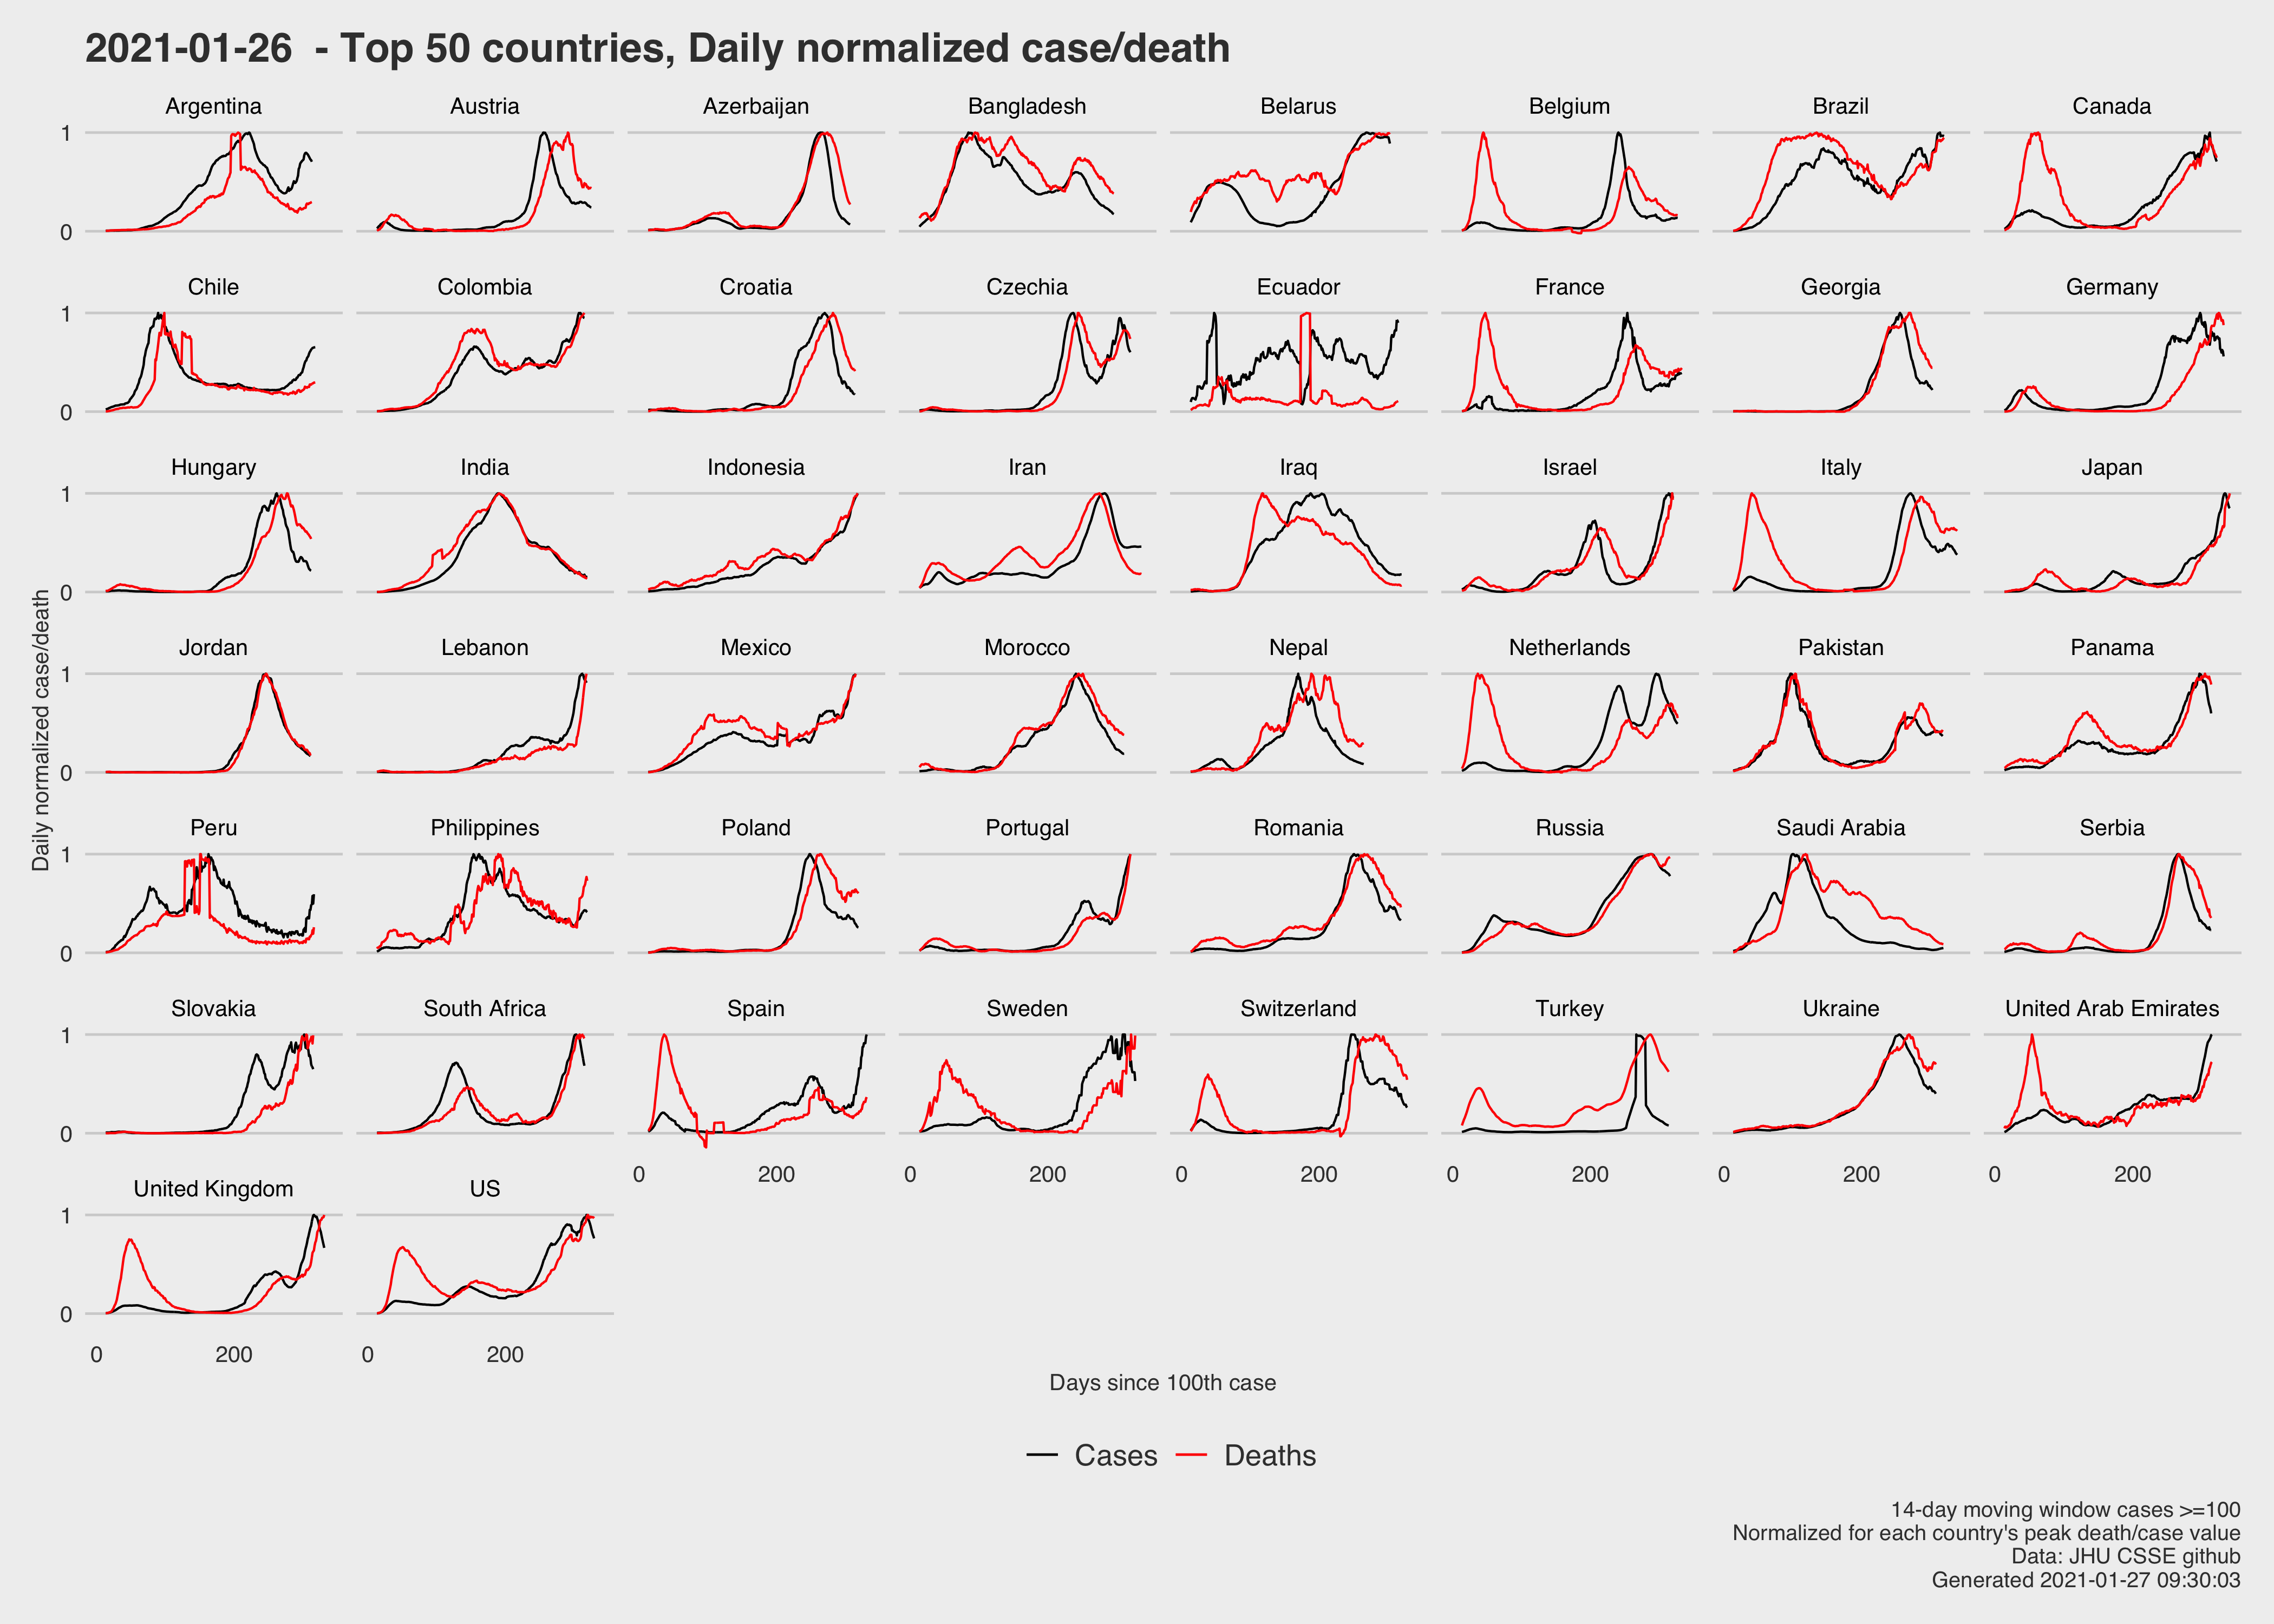 2021-01-26 - Top 50 countries, Daily normalized case/death
Argentina Austria Azerbaijan Bangladesh Belarus Belgium Brazil Canada
1
0
Chile Colombia Croatia Czechia Ecuador France Georgia Germany
1
0
Hungary India Indonesia Iran Iraq Israel Italy Japan
1
0
Daily normalized case/death
Jordan Lebanon Mexico Morocco Nepal Netherlands Pakistan Panama
1
0
Peru Philippines Poland Portugal Romania Russia Saudi Arabia Serbia
1
0
Slovakia South Africa Spain Sweden Switzerland Turkey Ukraine United Arab Emirates
1
0
0 200 0 200 0 200 0 200 0 200 0 200
United Kingdom US
1
0
0 200 0 200
Days since 100th case
Cases Deaths
14-day moving window cases >=100
Normalized for each country's peak death/case value
Data: JHU CSSE github
Generated 2021-01-27 09:30:03